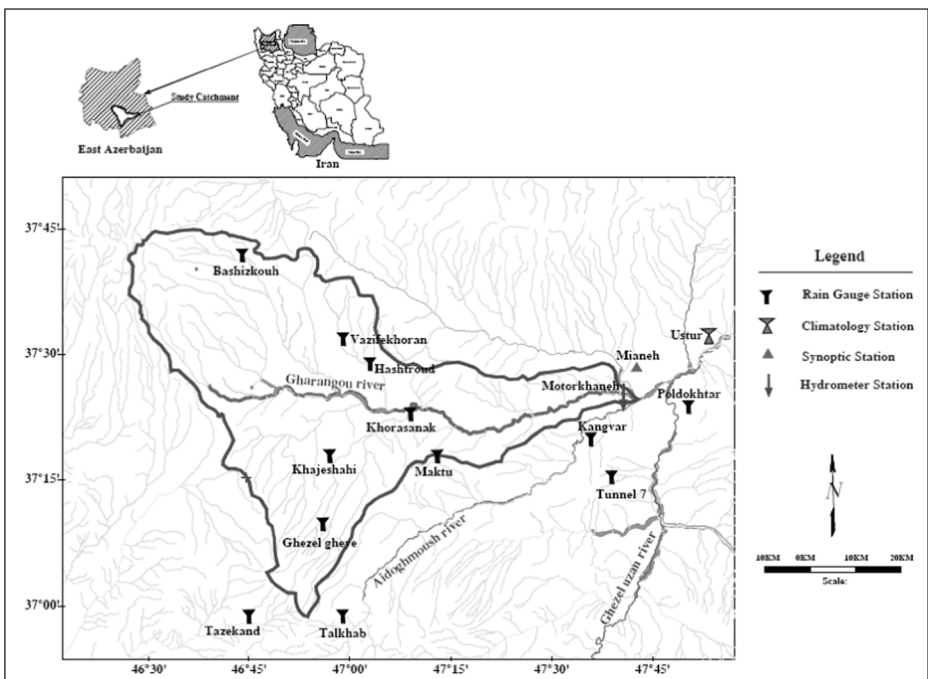 Study Catchment
East Azerbaijan
Iran
37°45'
37°30'
37°15'
37°00'
Bashizkouh
Vazifekhoran
Hashtroud
Gharangou river
Khorasanak
Khajeshahi
Maktu
Ghezel gheye
Tazekand
Talkhab
Aidoghmoush river
Motorkhaneh
Mianeh
Ustur
Poldokhtar
Kangvar
Tunnel 7
Ghezel uzan river
46°30'
46°45'
47°00'
47°15'
47°30'
47°45'
Legend
Rain Gauge Station
Climatology Station
Synoptic Station
Hydrometer Station
N
10KM 0KM 10KM 20KM
Scale: